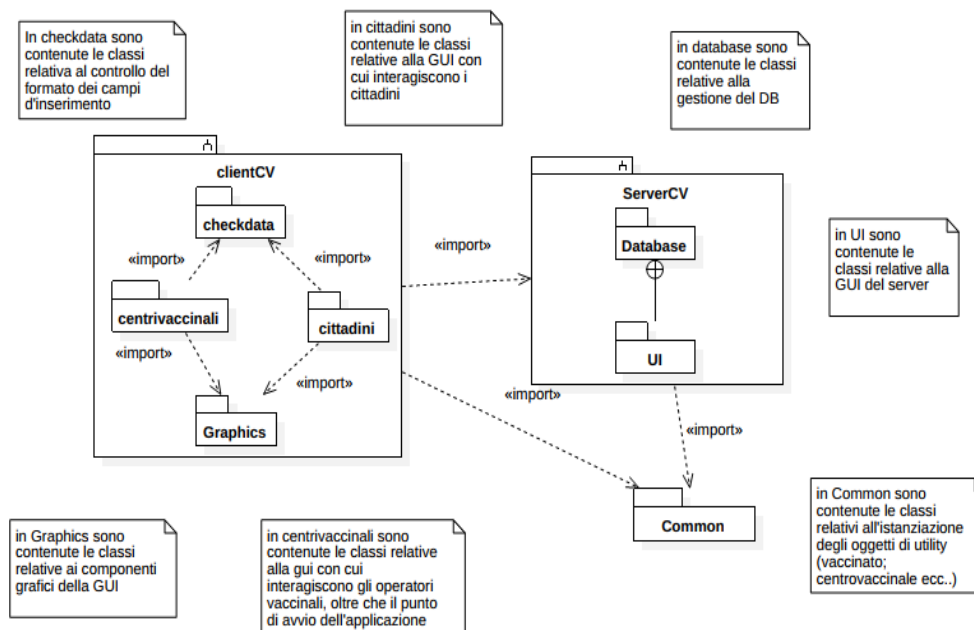 In checkdata sono
contenute le classi
relativa al controllo del
formato dei campi
d'inserimento
in cittadini sono
contenute le classi
relative alla GUI con
cui interagiscono i
cittadini
in database sono
contenute le classi
relative alla
gestione del DB
clientCV
checkdata
«import»
«import»
centrivaccinali
cittadini
«import»
«import»
Graphics
«import»
ServerCV
Database
UI
in UI sono
contenute le
classi relative alla
GUI del server
«import»
«import»
Common
in Graphics sono
contenute le classi
relative ai componenti
grafici della GUI
in centrivaccinali sono
contenute le classi relative
alla gui con cui
interagiscono gli operatori
vaccinali, oltre che il punto
di avvio dell'applicazione
in Common sono
contenute le classi
relativi all'istanziazione
degli oggetti di utility
(vaccinato;
centrovaccinale ecc..)